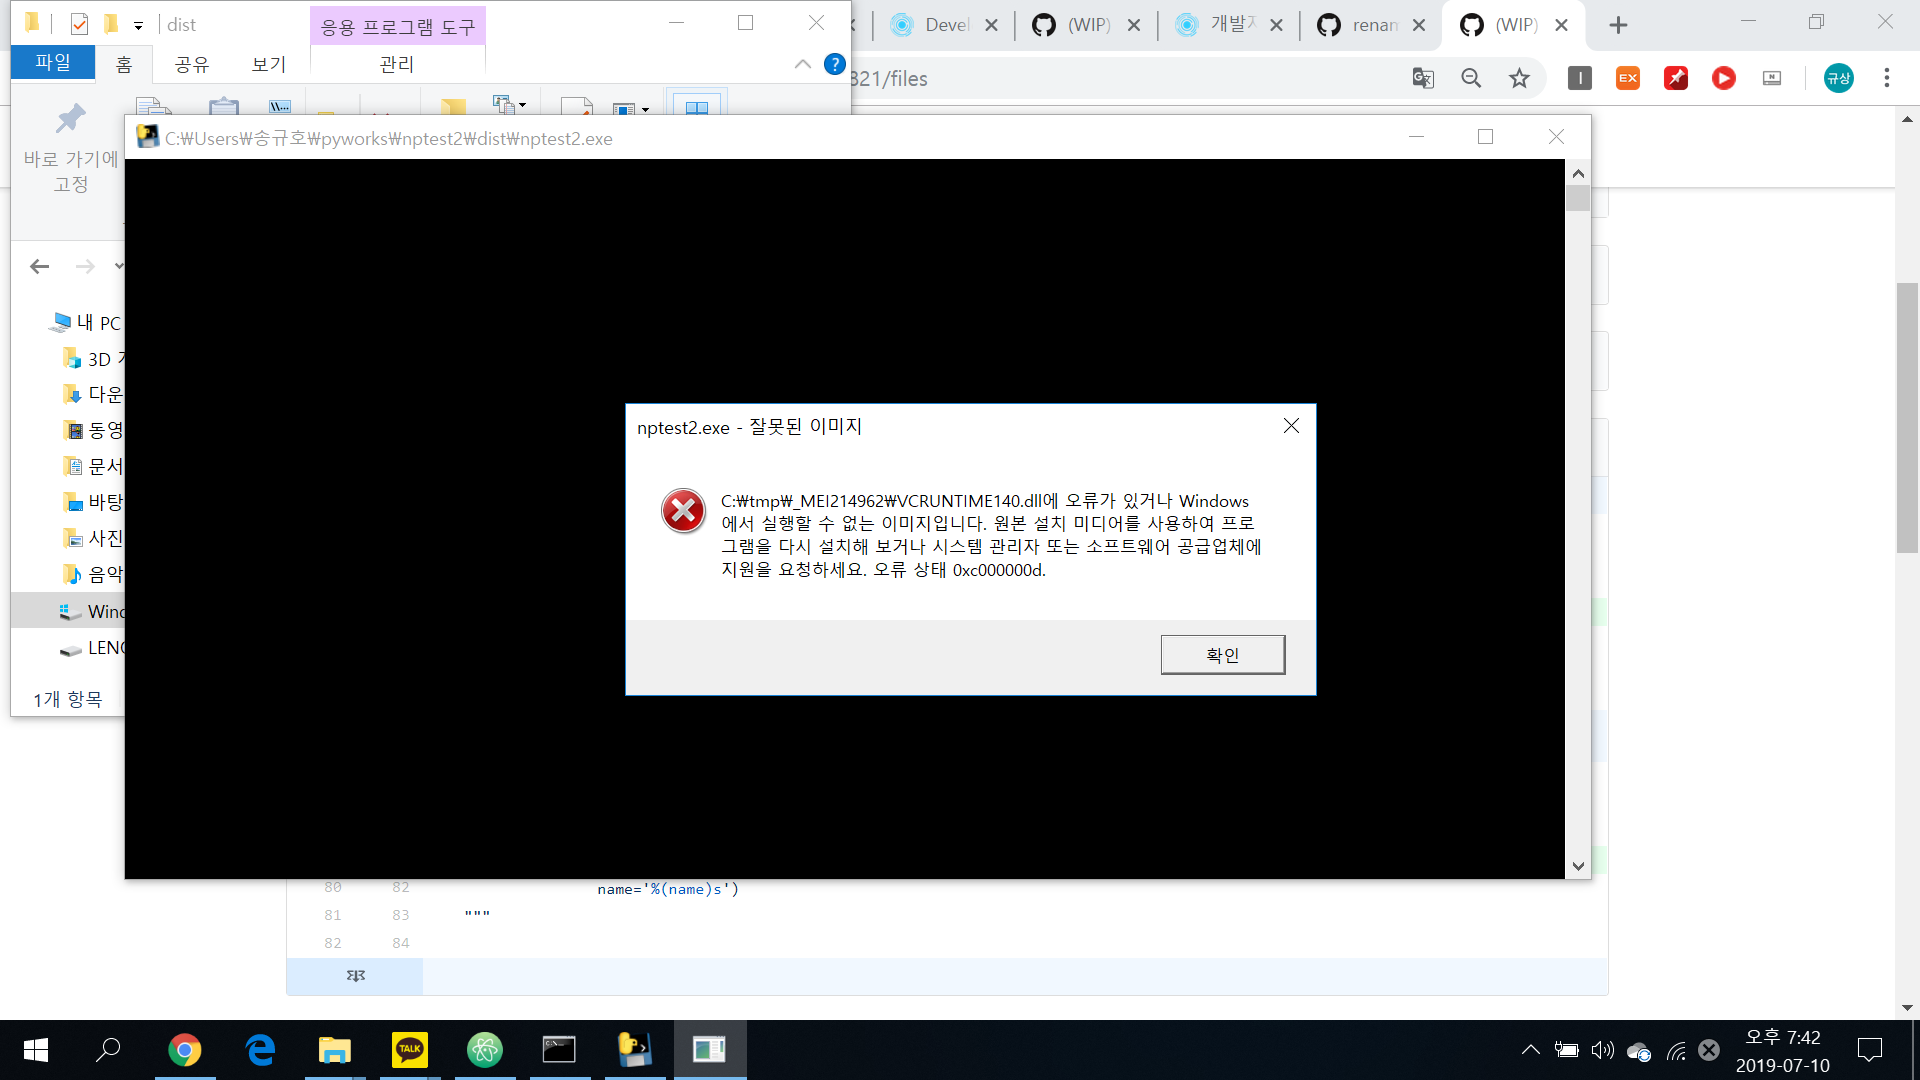 dist
응용 프로그램 도구
파일
홈
공유
보기
관리
Devel
(WIP)
개발자
renam
(WIP)
321/files
EX
규상
바로 가기에
고정
C:\Users\송규호\pyworks\nptest2\dist\nptest2.exe
내 PC
3D
다운
동영
문서
바탕
사진
음악
Wind
LENO
1개 항목
nptest2.exe - 잘못된 이미지
C:\tmp\_MEI214962\VCRUNTIME140.dll에 오류가 있거나 Windows
에서 실행할 수 없는 이미지입니다. 원본 설치 미디어를 사용하여 프로
그램을 다시 설치해 보거나 시스템 관리자 또는 소프트웨어 공급업체에
지원을 요청하세요. 오류 상태 0xc000000d.
확인
80 82 name='%(name)s')
81 83 """
82 84
TALK
오후 7:42
2019-07-10